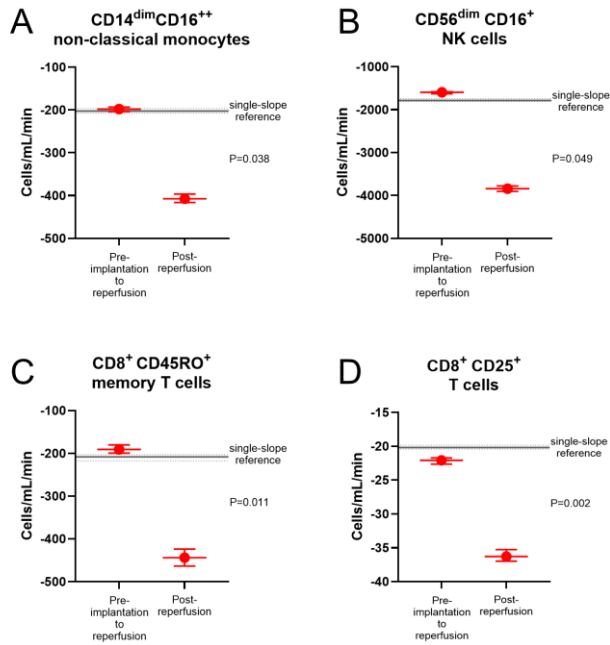 A
CD14dimCD16++
non-classical monocytes
Cells/mL/min
-100
-200
-300
-400
-500
single-slope
reference
P=0.038
Pre-
implantation
to
reperfusion
Post-
reperfusion
B
CD56dim CD16+
NK cells
Cells/mL/min
-1000
-2000
-3000
-4000
-5000
single-slope
reference
P=0.049
Pre-
implantation
to
reperfusion
Post-
reperfusion
C
CD8+ CD45RO+
memory T cells
Cells/mL/min
-100
-200
-300
-400
-500
single-slope
reference
P=0.011
Pre-
implantation
to
reperfusion
Post-
reperfusion
D
CD8+ CD25+
T cells
Cells/mL/min
-15
-20
-25
-30
-35
-40
single-slope
reference
P=0.002
Pre-
implantation
to
reperfusion
Post-
reperfusion